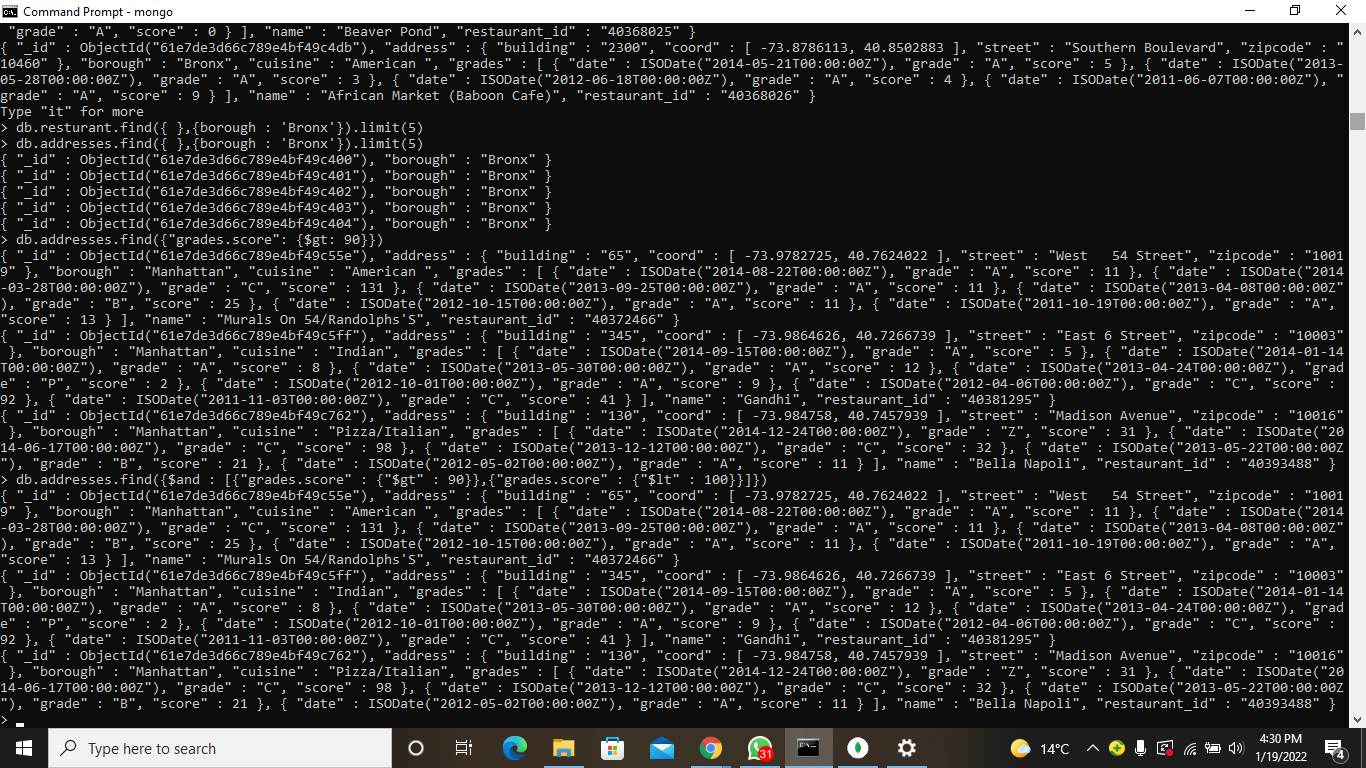 Command Prompt - mongo
"grade" : "A", "score" : 0 } ], "name" : "Beaver Pond", "restaurant_id" : "40368025" }
{ "_id" : ObjectId("61e7de3d66c789e4bf49c4db"), "address" : { "building" : "2300", "coord" : [ -73.8786113, 40.8502883 ], "street" : "Southern Boulevard", "zipcode" : "
10460" }, "borough" : "Bronx", "cuisine" : "American ", "grades" : [ { "date" : ISODate("2014-05-21T00:00:00Z"), "grade" : "A", "score" : 5 }, { "date" : ISODate("2013-
05-28T00:00:00Z"), "grade" : "A", "score" : 3 }, { "date" : ISODate("2012-06-18T00:00:00Z"), "grade" : "A", "score" : 4 }, { "date" : ISODate("2011-06-07T00:00:00Z"), "
grade" : "A", "score" : 9 } ], "name" : "African Market (Baboon Cafe)", "restaurant_id" : "40368026" }
Type "it" for more
> db.resturant.find({ },{borough : 'Bronx'}).limit(5)
> db.addresses.find({ },{borough : 'Bronx'}).limit(5)
{ "_id" : ObjectId("61e7de3d66c789e4bf49c400"), "borough" : "Bronx" }
{ "_id" : ObjectId("61e7de3d66c789e4bf49c401"), "borough" : "Bronx" }
{ "_id" : ObjectId("61e7de3d66c789e4bf49c402"), "borough" : "Bronx" }
{ "_id" : ObjectId("61e7de3d66c789e4bf49c403"), "borough" : "Bronx" }
{ "_id" : ObjectId("61e7de3d66c789e4bf49c404"), "borough" : "Bronx" }
> db.addresses.find({"grades.score": {$gt: 90}})
{ "_id" : ObjectId("61e7de3d66c789e4bf49c55e"), "address" : { "building" : "65", "coord" : [ -73.9782725, 40.7624022 ], "street" : "West   54 Street", "zipcode" : "1001
9" }, "borough" : "Manhattan", "cuisine" : "American ", "grades" : [ { "date" : ISODate("2014-08-22T00:00:00Z"), "grade" : "A", "score" : 11 }, { "date" : ISODate("2014
-03-28T00:00:00Z"), "grade" : "C", "score" : 131 }, { "date" : ISODate("2013-09-25T00:00:00Z"), "grade" : "A", "score" : 11 }, { "date" : ISODate("2013-04-08T00:00:00Z"
), "grade" : "B", "score" : 25 }, { "date" : ISODate("2012-10-15T00:00:00Z"), "grade" : "A", "score" : 11 }, { "date" : ISODate("2011-10-19T00:00:00Z"), "grade" : "A",
"score" : 13 } ], "name" : "Murals On 54/Randolphs'S", "restaurant_id" : "40372466" }
{ "_id" : ObjectId("61e7de3d66c789e4bf49c5ff"), "address" : { "building" : "345", "coord" : [ -73.9864626, 40.7266739 ], "street" : "East 6 Street", "zipcode" : "10003"
 }, "borough" : "Manhattan", "cuisine" : "Indian", "grades" : [ { "date" : ISODate("2014-09-15T00:00:00Z"), "grade" : "A", "score" : 5 }, { "date" : ISODate("2014-01-14
T00:00:00Z"), "grade" : "A", "score" : 8 }, { "date" : ISODate("2013-05-30T00:00:00Z"), "grade" : "A", "score" : 12 }, { "date" : ISODate("2013-04-24T00:00:00Z"), "grad
e" : "P", "score" : 2 }, { "date" : ISODate("2012-10-01T00:00:00Z"), "grade" : "A", "score" : 9 }, { "date" : ISODate("2012-04-06T00:00:00Z"), "grade" : "C", "score" :
92 }, { "date" : ISODate("2011-11-03T00:00:00Z"), "grade" : "C", "score" : 41 } ], "name" : "Gandhi", "restaurant_id" : "40381295" }
{ "_id" : ObjectId("61e7de3d66c789e4bf49c762"), "address" : { "building" : "130", "coord" : [ -73.984758, 40.7457939 ], "street" : "Madison Avenue", "zipcode" : "10016"
 }, "borough" : "Manhattan", "cuisine" : "Pizza/Italian", "grades" : [ { "date" : ISODate("2014-12-24T00:00:00Z"), "grade" : "Z", "score" : 31 }, { "date" : ISODate("20
14-06-17T00:00:00Z"), "grade" : "C", "score" : 98 }, { "date" : ISODate("2013-12-12T00:00:00Z"), "grade" : "C", "score" : 32 }, { "date" : ISODate("2013-05-22T00:00:00Z
"), "grade" : "B", "score" : 21 }, { "date" : ISODate("2012-05-02T00:00:00Z"), "grade" : "A", "score" : 11 } ], "name" : "Bella Napoli", "restaurant_id" : "40393488" }
> db.addresses.find({$and : [{"grades.score" : {"$gt" : 90}},{"grades.score" : {"$lt" : 100}}]})
{ "_id" : ObjectId("61e7de3d66c789e4bf49c55e"), "address" : { "building" : "65", "coord" : [ -73.9782725, 40.7624022 ], "street" : "West   54 Street", "zipcode" : "1001
9" }, "borough" : "Manhattan", "cuisine" : "American ", "grades" : [ { "date" : ISODate("2014-08-22T00:00:00Z"), "grade" : "A", "score" : 11 }, { "date" : ISODate("2014
-03-28T00:00:00Z"), "grade" : "C", "score" : 131 }, { "date" : ISODate("2013-09-25T00:00:00Z"), "grade" : "A", "score" : 11 }, { "date" : ISODate("2013-04-08T00:00:00Z"
), "grade" : "B", "score" : 25 }, { "date" : ISODate("2012-10-15T00:00:00Z"), "grade" : "A", "score" : 11 }, { "date" : ISODate("2011-10-19T00:00:00Z"), "grade" : "A",
"score" : 13 } ], "name" : "Murals On 54/Randolphs'S", "restaurant_id" : "40372466" }
{ "_id" : ObjectId("61e7de3d66c789e4bf49c5ff"), "address" : { "building" : "345", "coord" : [ -73.9864626, 40.7266739 ], "street" : "East 6 Street", "zipcode" : "10003"
 }, "borough" : "Manhattan", "cuisine" : "Indian", "grades" : [ { "date" : ISODate("2014-09-15T00:00:00Z"), "grade" : "A", "score" : 5 }, { "date" : ISODate("2014-01-14
T00:00:00Z"), "grade" : "A", "score" : 8 }, { "date" : ISODate("2013-05-30T00:00:00Z"), "grade" : "A", "score" : 12 }, { "date" : ISODate("2013-04-24T00:00:00Z"), "grad
e" : "P", "score" : 2 }, { "date" : ISODate("2012-10-01T00:00:00Z"), "grade" : "A", "score" : 9 }, { "date" : ISODate("2012-04-06T00:00:00Z"), "grade" : "C", "score" :
92 }, { "date" : ISODate("2011-11-03T00:00:00Z"), "grade" : "C", "score" : 41 } ], "name" : "Gandhi", "restaurant_id" : "40381295" }
{ "_id" : ObjectId("61e7de3d66c789e4bf49c762"), "address" : { "building" : "130", "coord" : [ -73.984758, 40.7457939 ], "street" : "Madison Avenue", "zipcode" : "10016"
 }, "borough" : "Manhattan", "cuisine" : "Pizza/Italian", "grades" : [ { "date" : ISODate("2014-12-24T00:00:00Z"), "grade" : "Z", "score" : 31 }, { "date" : ISODate("20
14-06-17T00:00:00Z"), "grade" : "C", "score" : 98 }, { "date" : ISODate("2013-12-12T00:00:00Z"), "grade" : "C", "score" : 32 }, { "date" : ISODate("2013-05-22T00:00:00Z
"), "grade" : "B", "score" : 21 }, { "date" : ISODate("2012-05-02T00:00:00Z"), "grade" : "A", "score" : 11 } ], "name" : "Bella Napoli", "restaurant_id" : "40393488" }
>
Type here to search
31
14°C
4:30 PM
1/19/2022
4